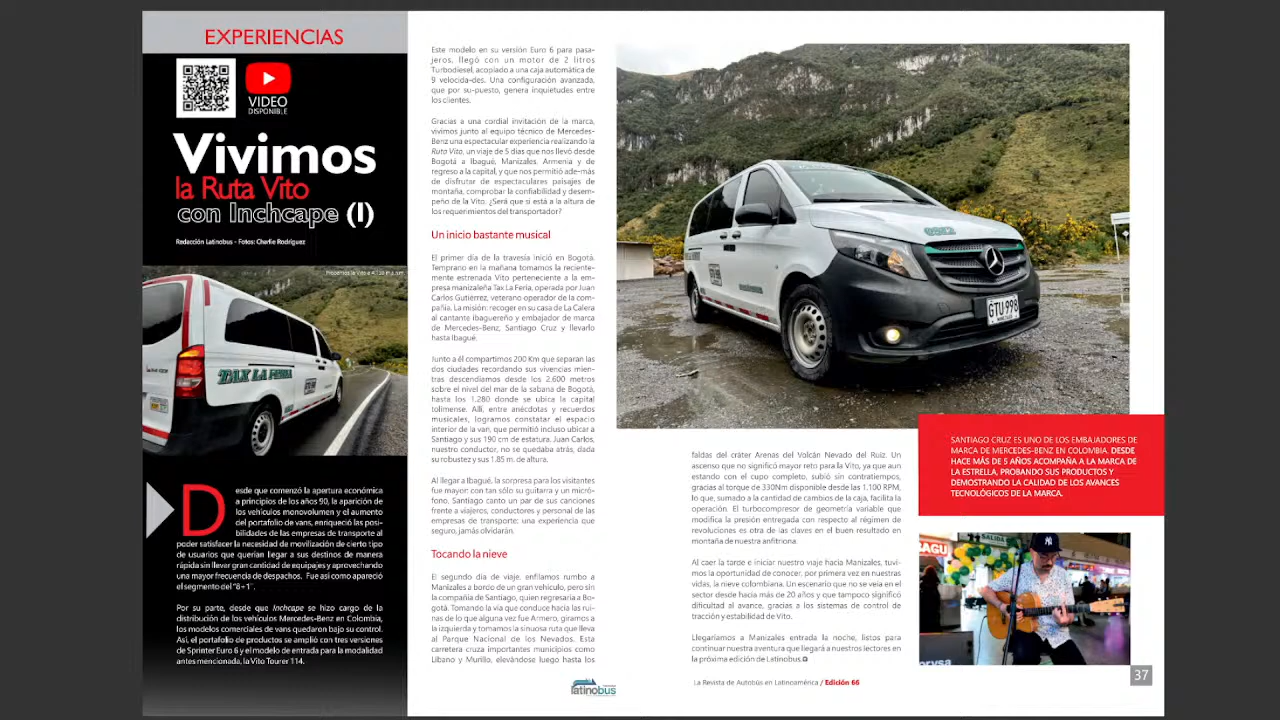 EXPERIENCIAS
VIDEO
DISPONIBLE
Vivimos
la Ruta Vito
con Inchcape (I)
Redacción Latinobus - Fotos: Charlie Rodríguez
TAX LA FERIA
Desde que comenzó la apertura económica
a principios de los años 90, la aparición de
los vehículos monovolumen y el aumento
del portafolio de vans, enriqueció las posi-
bilidades de las empresas de transporte al
poder satisfacer la necesidad de movilización de cierto tipo
de usuarios que querían llegar a sus destinos de manera
rápida sin llevar gran cantidad de equipajes y aprovechando
una mayor frecuencia de despachos. Fue así como apareció
el segmento del "8+1".
Por su parte, desde que Inchcape se hizo cargo de la
distribución de los vehículos Mercedes-Benz en Colombia,
los modelos comerciales de vans quedaron bajo su control.
Así, el portafolio de productos se amplió con tres versiones
de Sprinter Euro 6 y el modelo de entrada para la modalidad
antes mencionada, la Vito Tourer 114.
Este modelo en su versión Euro 6 para pasa-
jeros, llegó con un motor de 2 litros
Turbodiesel, acopiado a una caja automática de
9 velocida-des. Una configuración avanzada,
que por su-puesto, genera inquietudes entre
los clientes.
Gracias a una cordial invitación de la marca,
vivimos junto al equipo técnico de Mercedes-
Benz una espectacular experiencia realizando la
Ruta Vito, un viaje de 5 días que nos llevó desde
Bogotá a Ibagué, Manizales, Armenia y de
regreso a la capital, y que nos permitió ade-más
de disfrutar de espectaculares paisajes de
montaña, comprobar la confiabilidad y desem-
peño de la Vito. ¿Será que si está a la altura de
los requerimientos del transportador?
Un inicio bastante musical
El primer día de la travesía inició en Bogotá.
Temprano en la mañana tomamos la reciente-
mente estrenada Vito perteneciente a la em-
presa manizaleña Tax La Feria, operada por Juan
Carlos Gutiérrez, veterano operador de la com-
pañía. La misión: recoger en su casa de La Calera
al cantante ibaguereño y embajador de marca
de Mercedes-Benz, Santiago Cruz y llevarlo
hasta Ibagué.
Junto a él compartimos 200 Km que separan las
dos ciudades recordando sus vivencias mien-
tras descendíamos desde los 2.600 metros
sobre el nivel del mar de la sabana de Bogotá,
hasta los 1.280 donde se ubica la capital
tolimense. Allí, entre anécdotas y recuerdos
musicales, logramos constatar el espacio
interior de la van, que permitió incluso ubicar a
Santiago y sus 190 cm de estatura. Juan Carlos,
nuestro conductor, no se quedaba atrás, dada
su robustez y sus 1.85 m. de altura.
Al llegar a Ibagué, la sorpresa para los visitantes
fue mayor: con tan sólo su guitarra y un micró-
fono, Santiago canto un par de sus canciones
frente a viajeros, conductores y personal de las
empresas de transporte: una experiencia que
seguro, jamás olvidarán.
Tocando la nieve
El segundo día de viaje, enfilamos rumbo a
Manizales a bordo de un gran vehículo, pero sin
la compañía de Santiago, quien regresaría a Bo-
gotá. Tomando la vía que conduce hacia las rui-
nas de lo que alguna vez fue Armero, giramos a
la izquierda y tomamos la sinuosa ruta que lleva
al Parque Nacional de los Nevados. Esta
carretera cruza importantes municipios como
Líbano y Murillo, elevándose luego hasta los
GTU 998
faldas del cráter Arenas del Volcán Nevado del Ruiz. Un
ascenso que no significó mayor reto para la Vito, ya que aun
estando con el cupo completo, subió sin contratiempos,
gracias al torque de 330Nm disponible desde las 1.100 RPM,
lo que, sumado a la cantidad de cambios de la caja, facilita la
operación. El turbocompresor de geometría variable que
modifica la presión entregada con respecto al régimen de
revoluciones es otra de las claves en el buen resultado en
montaña de nuestra anfitriona.
Al caer la tarde e iniciar nuestro viaje hacia Manizales, tuvi-
mos la oportunidad de conocer, por primera vez en nuestras
vidas, la nieve colombiana. Un escenario que no se veía en el
sector desde hacía más de 20 años y que tampoco significó
dificultad al avance, gracias a los sistemas de control de
tracción y estabilidad de Vito.
Llegaríamos a Manizales entrada la noche, listos para
continuar nuestra aventura que llegará a nuestros lectores en
la próxima edición de Latinobus.
SANTIAGO CRUZ ES UNO DE LOS EMBAJADORES DE
MARCA DE MERCEDES-BENZ EN COLOMBIA. DESDE
HACE MÁS DE 5 AÑOS ACOMPAÑA A LA MARCA DE
LA ESTRELLA, PROBANDO SUS PRODUCTOS Y
DEMOSTRANDO LA CALIDAD DE LOS AVANCES
TECNOLÓGICOS DE LA MARCA.
SALIDA
latinobus
La Revista de Autobús en Latinoamérica / Edición 66
37